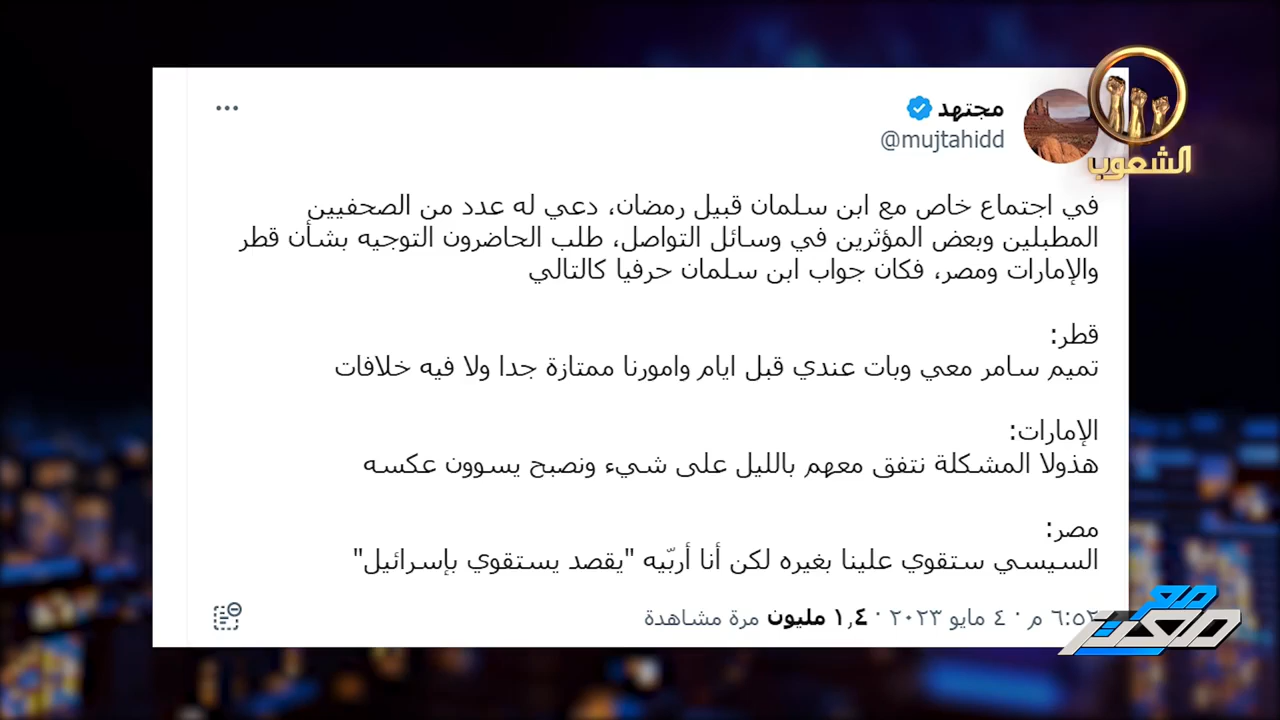 الشعوب
مجتهد
@mujtahidd
في اجتماع خاص مع ابن سلمان قبيل رمضان، دعي له عدد من الصحفيين
المطبلين وبعض المؤثرين في وسائل التواصل، طلب الحاضرون التوجيه بشأن قطر
والإمارات ومصر، فكان جواب ابن سلمان حرفيا كالتالي
قطر:
تميم سامر معي وبات عندي قبل ايام وامورنا ممتازة جدا ولا فيه خلافات
الإمارات:
هذولا المشكلة نتفق معهم بالليل على شيء ونصبح يسوون عكسه
مصر:
السيسي ستقوي علينا بغيره لكن أنا أربّيه "يقصد يستقوي بإسرائيل"
٦:٥٢ م · ٤ مايو ٢٠٢٣ · ١,٤ مليون مرة مشاهدة
مع
معتز